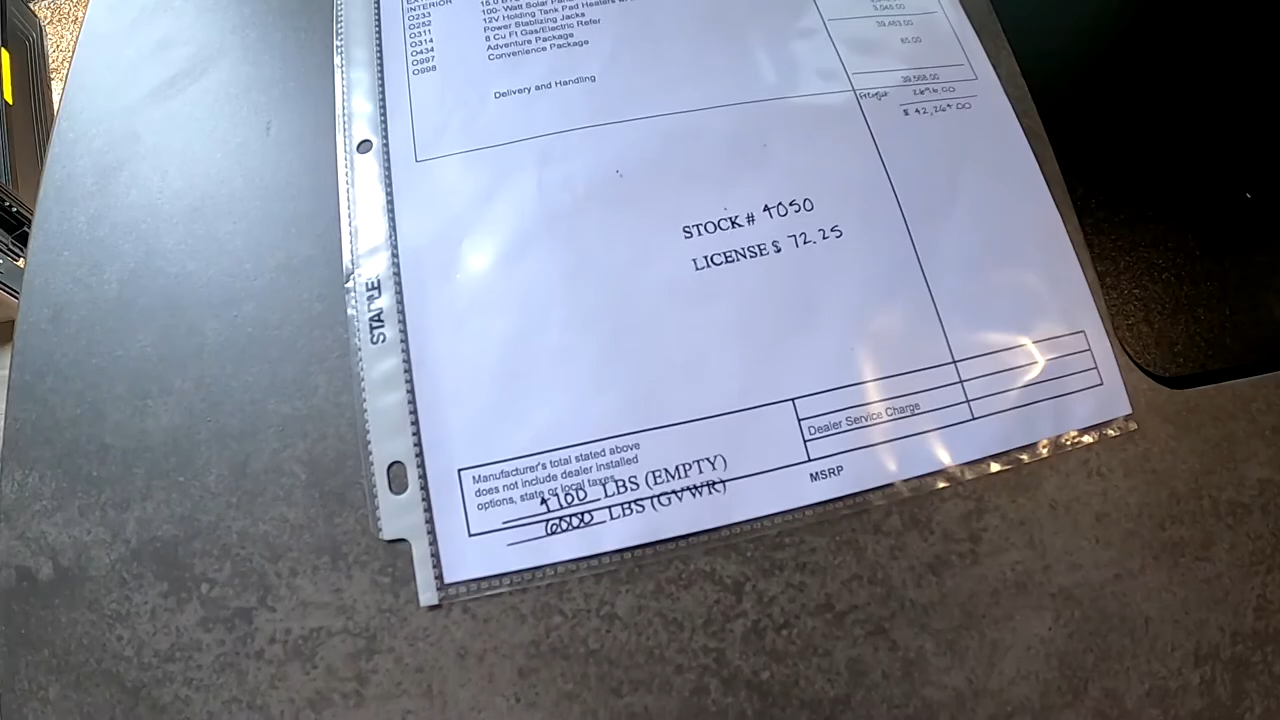 INTERIOR
O233
100- Watt Solar
O252
12V Holding Tank Pad Heaters
O311
Power Stablizing Jacks
O314
8 Cu Ft Gas/Electric Refer
O434
Adventure Package
O997
Convenience Package
O998
Delivery and Handling
3,045.00
39,483.00
85.00
39,568.00
Freight 2696.00
$ 42,264.00
STOCK # 4050
LICENSE $ 72.25
STAPLES
Manufacturer's total stated above
does not include dealer installed
options, state or local taxes
Dealer Service Charge
4100 LBS (EMPTY)
6000 LBS (GVWR)
MSRP